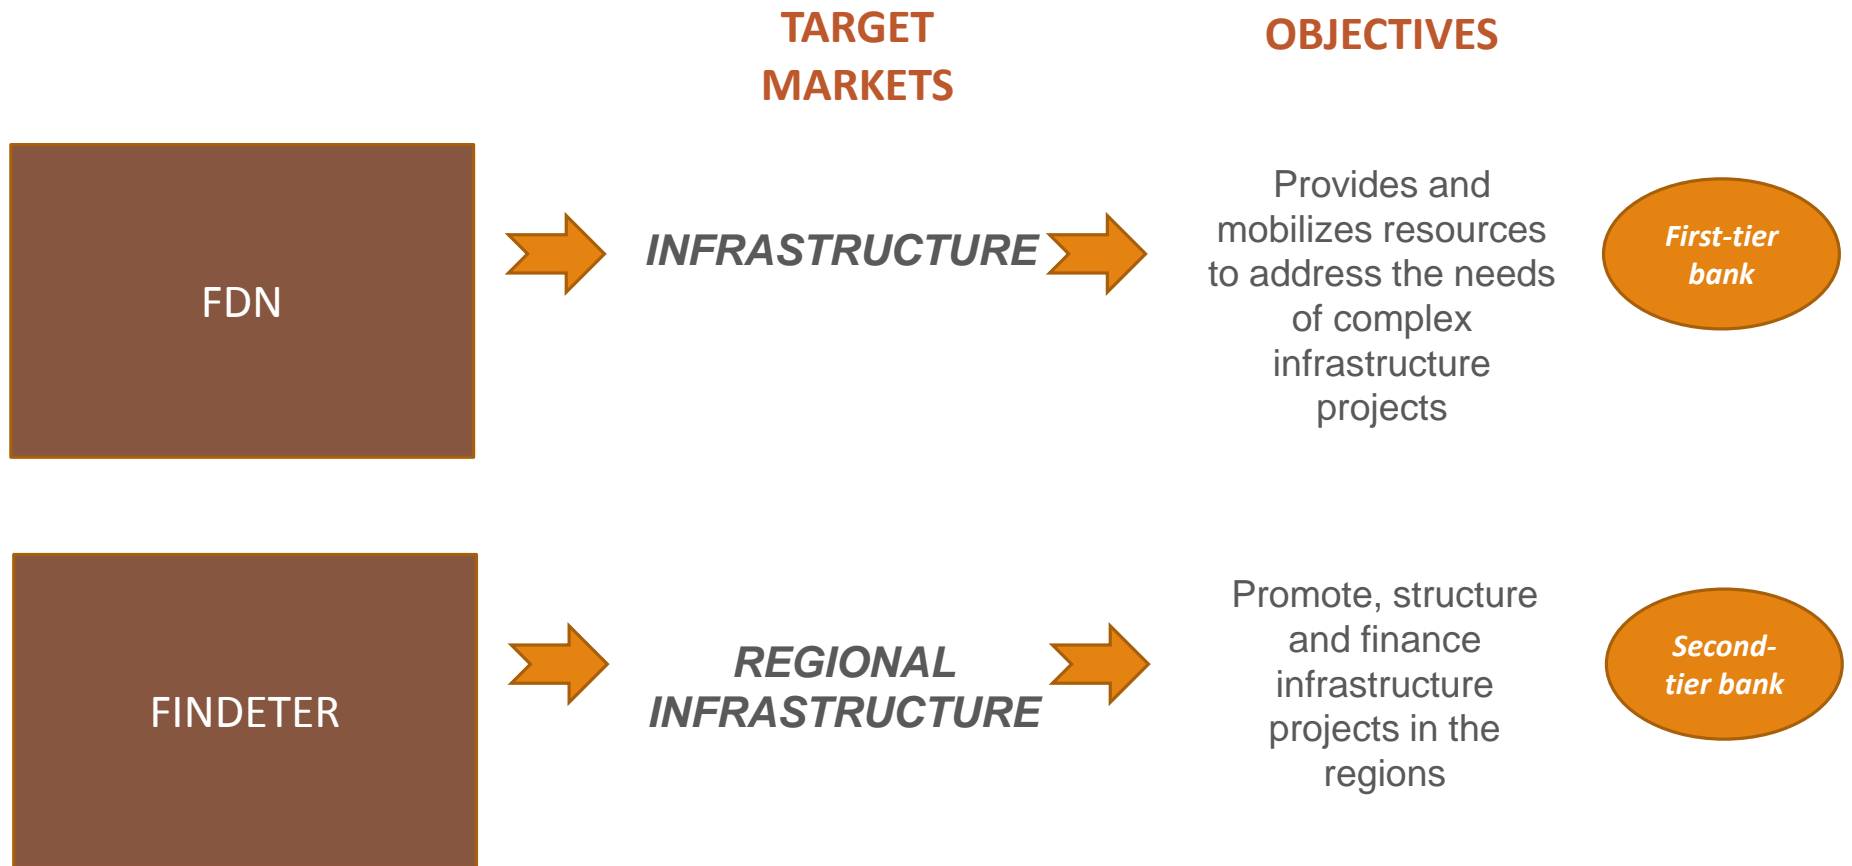 TARGET
MARKETS
OBJECTIVES
FDN
INFRASTRUCTURE
Provides and
mobilizes resources
to address the needs
of complex
infrastructure
projects
First-tier
bank
FINDETER
REGIONAL
INFRASTRUCTURE
Promote, structure
and finance
infrastructure
projects in the
regions
Second-
tier bank